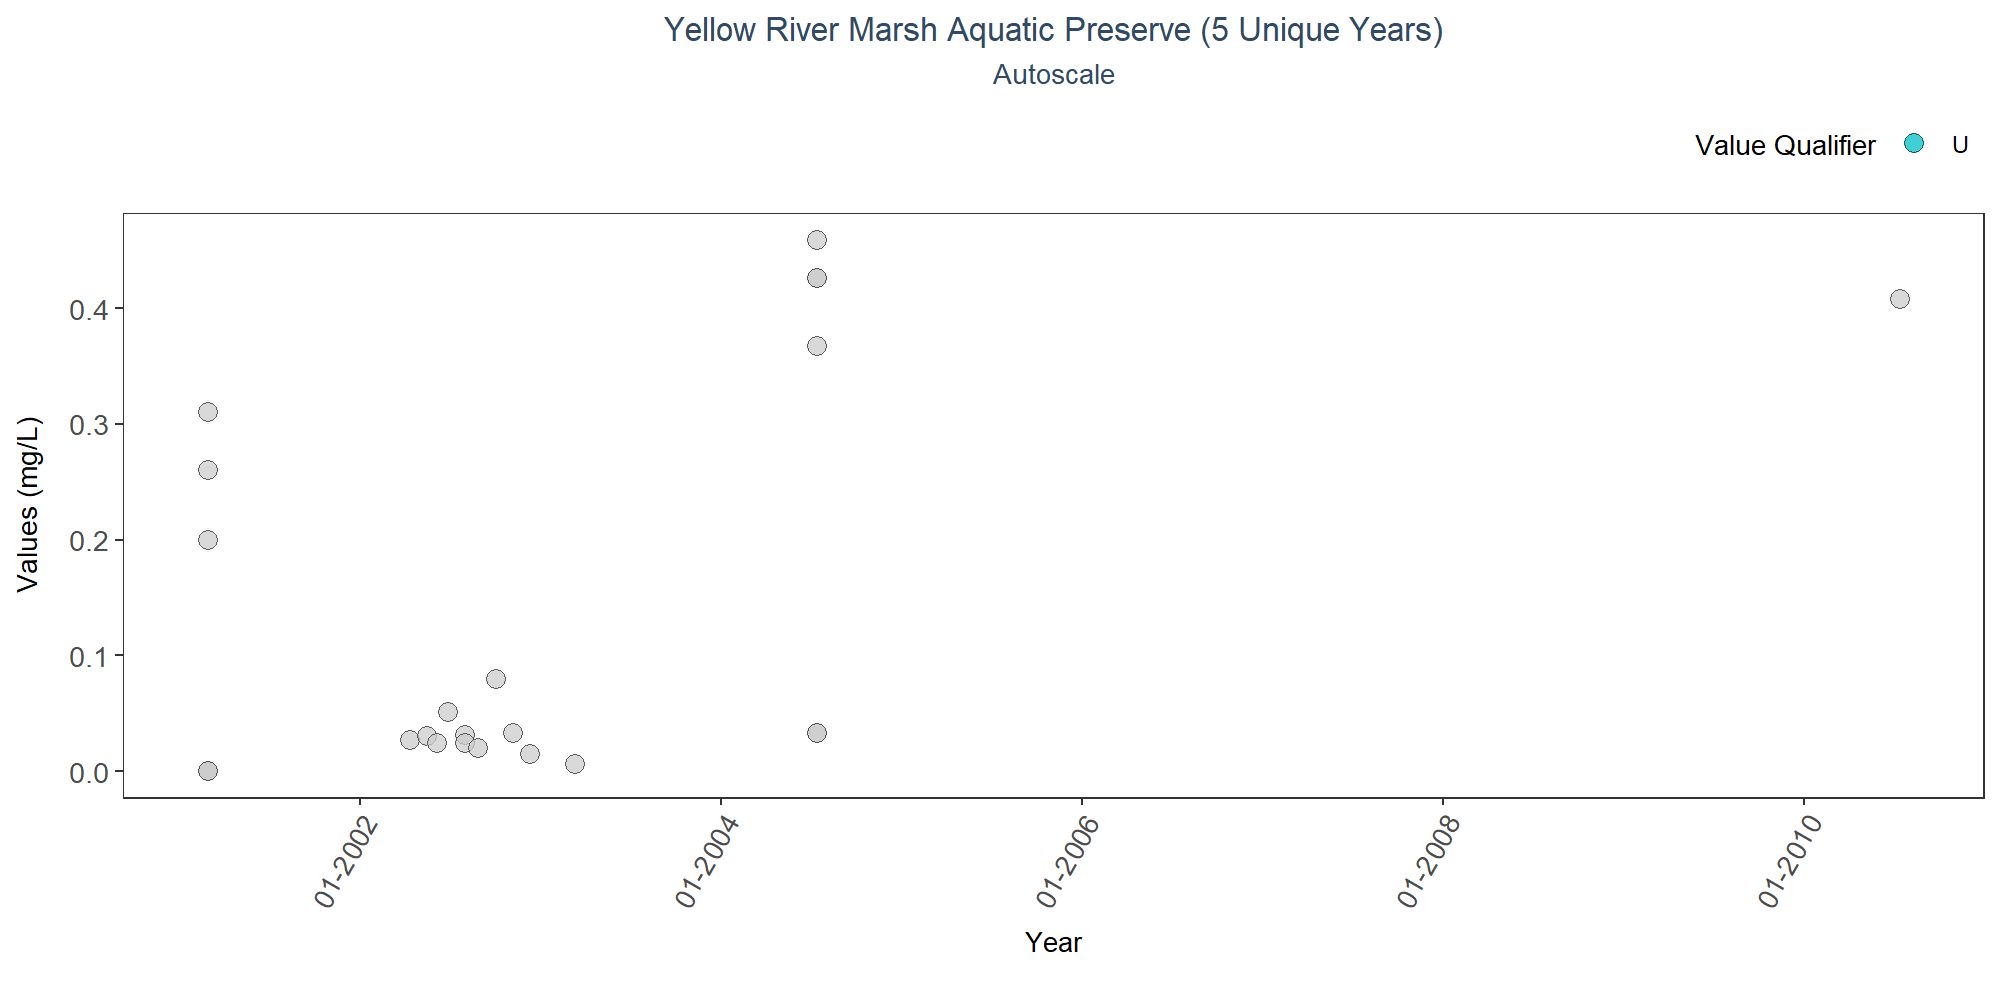 Yellow River Marsh Aquatic Preserve (5 Unique Years)
Autoscale
Value Qualifier U
Values (mg/L)
0.4
0.3
0.2
0.1
0.0
01-2002 01-2004 01-2006 01-2008 01-2010
Year